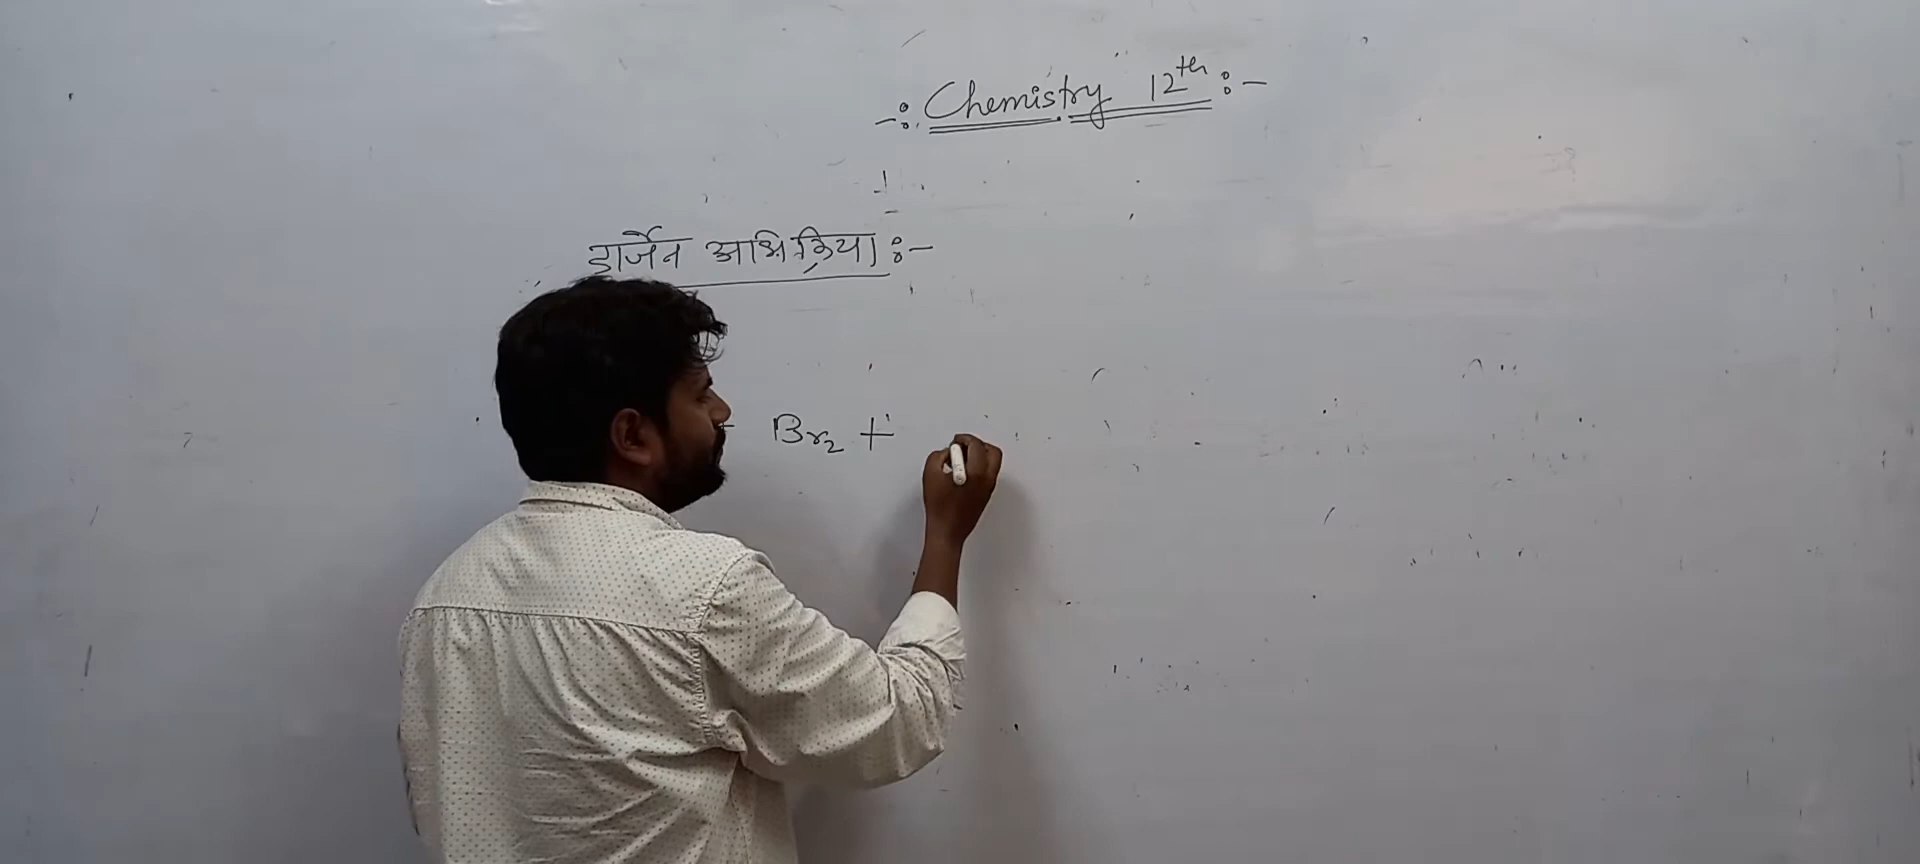 -: Chemistry 12th :-
डार्जेन अभिक्रिया :-
Br2 +